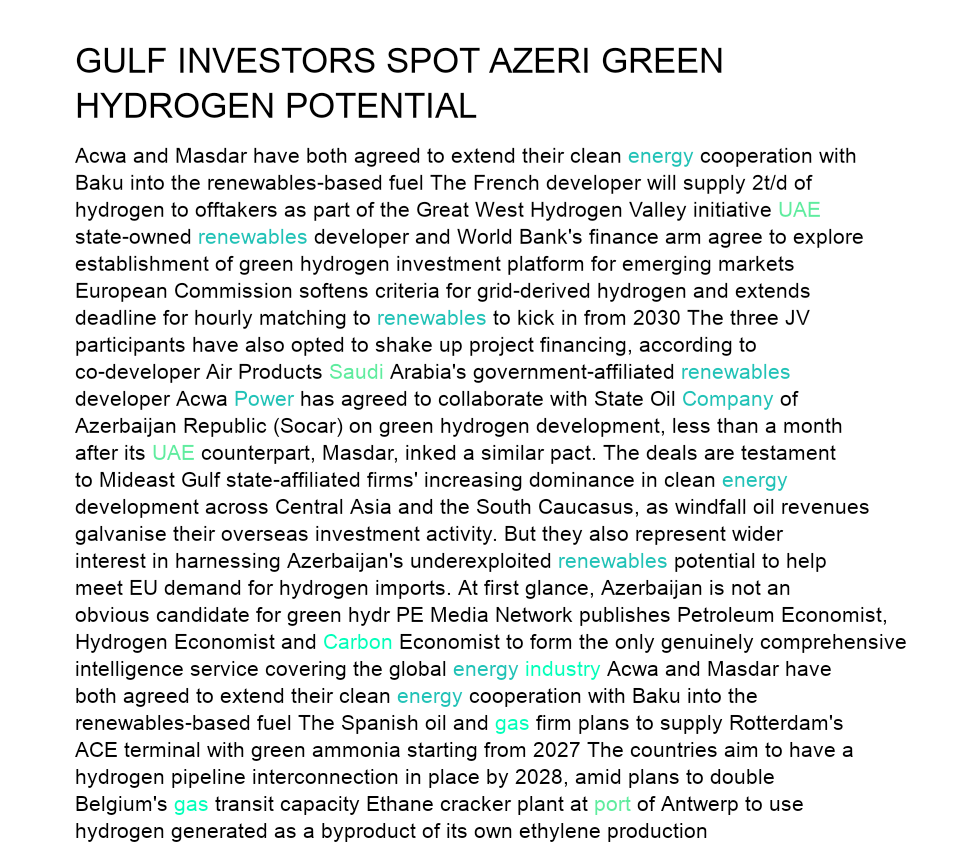 GULF INVESTORS SPOT AZERI GREEN
HYDROGEN POTENTIAL
Acwa and Masdar have both agreed to extend their clean energy cooperation with
Baku into the renewables-based fuel The French developer will supply 2t/d of
hydrogen to offtakers as part of the Great West Hydrogen Valley initiative UAE
state-owned renewables developer and World Bank's finance arm agree to explore
establishment of green hydrogen investment platform for emerging markets
European Commission softens criteria for grid-derived hydrogen and extends
deadline for hourly matching to renewables to kick in from 2030 The three JV
participants have also opted to shake up project financing, according to
co-developer Air Products Saudi Arabia's government-affiliated renewables
developer Acwa Power has agreed to collaborate with State Oil Company of
Azerbaijan Republic (Socar) on green hydrogen development, less than a month
after its UAE counterpart, Masdar, inked a similar pact. The deals are testament
to Mideast Gulf state-affiliated firms' increasing dominance in clean energy
development across Central Asia and the South Caucasus, as windfall oil revenues
galvanise their overseas investment activity. But they also represent wider
interest in harnessing Azerbaijan's underexploited renewables potential to help
meet EU demand for hydrogen imports. At first glance, Azerbaijan is not an
obvious candidate for green hydr PE Media Network publishes Petroleum Economist,
Hydrogen Economist and Carbon Economist to form the only genuinely comprehensive
intelligence service covering the global energy industry Acwa and Masdar have
both agreed to extend their clean energy cooperation with Baku into the
renewables-based fuel The Spanish oil and gas firm plans to supply Rotterdam's
ACE terminal with green ammonia starting from 2027 The countries aim to have a
hydrogen pipeline interconnection in place by 2028, amid plans to double
Belgium's gas transit capacity Ethane cracker plant at port of Antwerp to use
hydrogen generated as a byproduct of its own ethylene production